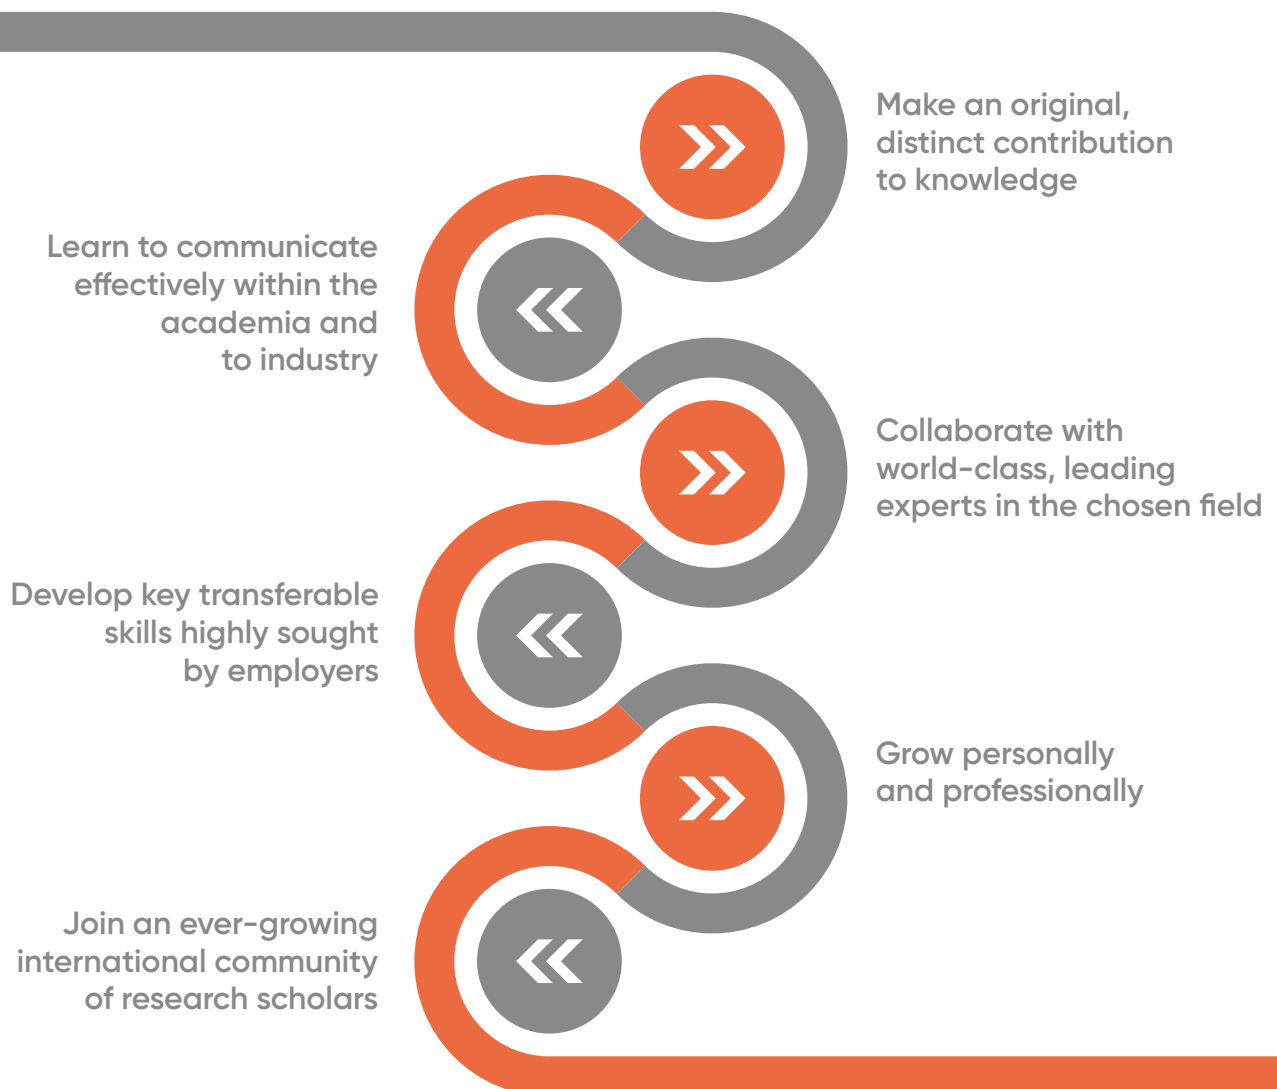 Make an original,
distinct contribution
to knowledge
Learn to communicate
effectively within the
academia and
to industry
Collaborate with
world-class, leading
experts in the chosen field
Develop key transferable
skills highly sought
by employers
Grow personally
and professionally
Join an ever-growing
international community
of research scholars